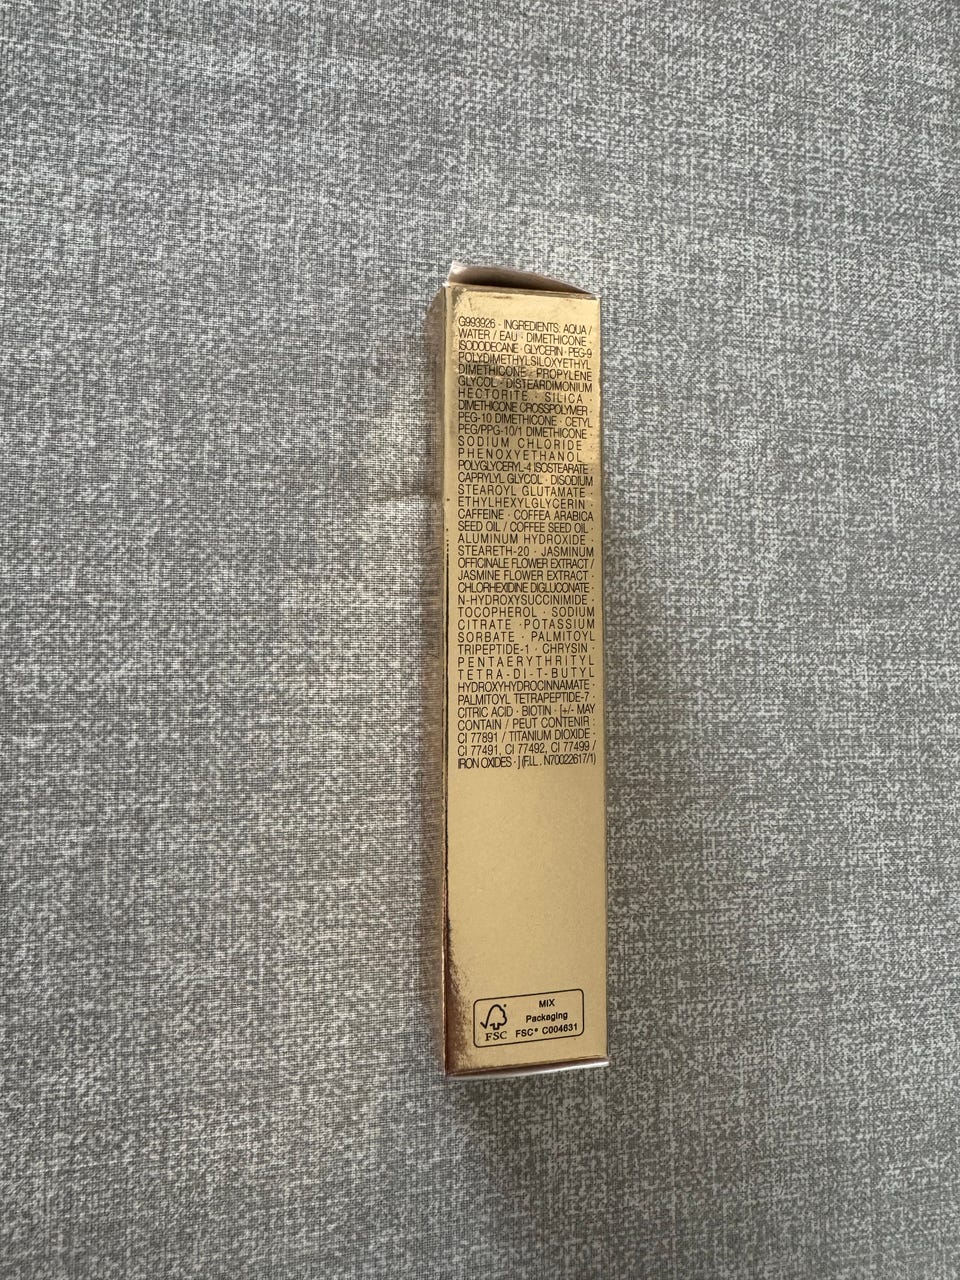 G993926 · INGREDIENTS: AQUA /
WATER / EAU · DIMETHICONE ·
ISODODECANE · GLYCERIN · PEG-9
POLYDIMETHYLSILOXYETHYL
DIMETHICONE · PROPYLENE
GLYCOL · DISTEARDIMONIUM
HECTORITE · SILICA ·
DIMETHICONE CROSSPOLYMER ·
PEG-10 DIMETHICONE · CETYL
PEG/PPG-10/1 DIMETHICONE ·
SODIUM CHLORIDE ·
PHENOXYETHANOL ·
POLYGLYCERYL-4 ISOSTEARATE ·
CAPRYLYL GLYCOL · DISODIUM
STEAROYL GLUTAMATE ·
ETHYLHEXYLGLYCERIN ·
CAFFEINE · COFFEA ARABICA
SEED OIL / COFFEE SEED OIL ·
ALUMINUM HYDROXIDE ·
STEARETH-20 · JASMINUM
OFFICINALE FLOWER EXTRACT /
JASMINE FLOWER EXTRACT ·
CHLORHEXIDINE DIGLUCONATE ·
N-HYDROXYSUCCINIMIDE ·
TOCOPHEROL · SODIUM
CITRATE · POTASSIUM
SORBATE · PALMITOYL
TRIPEPTIDE-1 · CHRYSIN ·
PENTAERYTHRITYL
TETRA-DI-T-BUTYL
HYDROXYHYDROCINNAMATE ·
PALMITOYL TETRAPEPTIDE-7 ·
CITRIC ACID · BIOTIN · [+/- MAY
CONTAIN / PEUT CONTENIR :
CI 77891 / TITANIUM DIOXIDE ·
CI 77491, CI 77492, CI 77499 /
IRON OXIDES · ] (F.I.L. N70022617/1)
MIX
Packaging
FSC® C004631
FSC